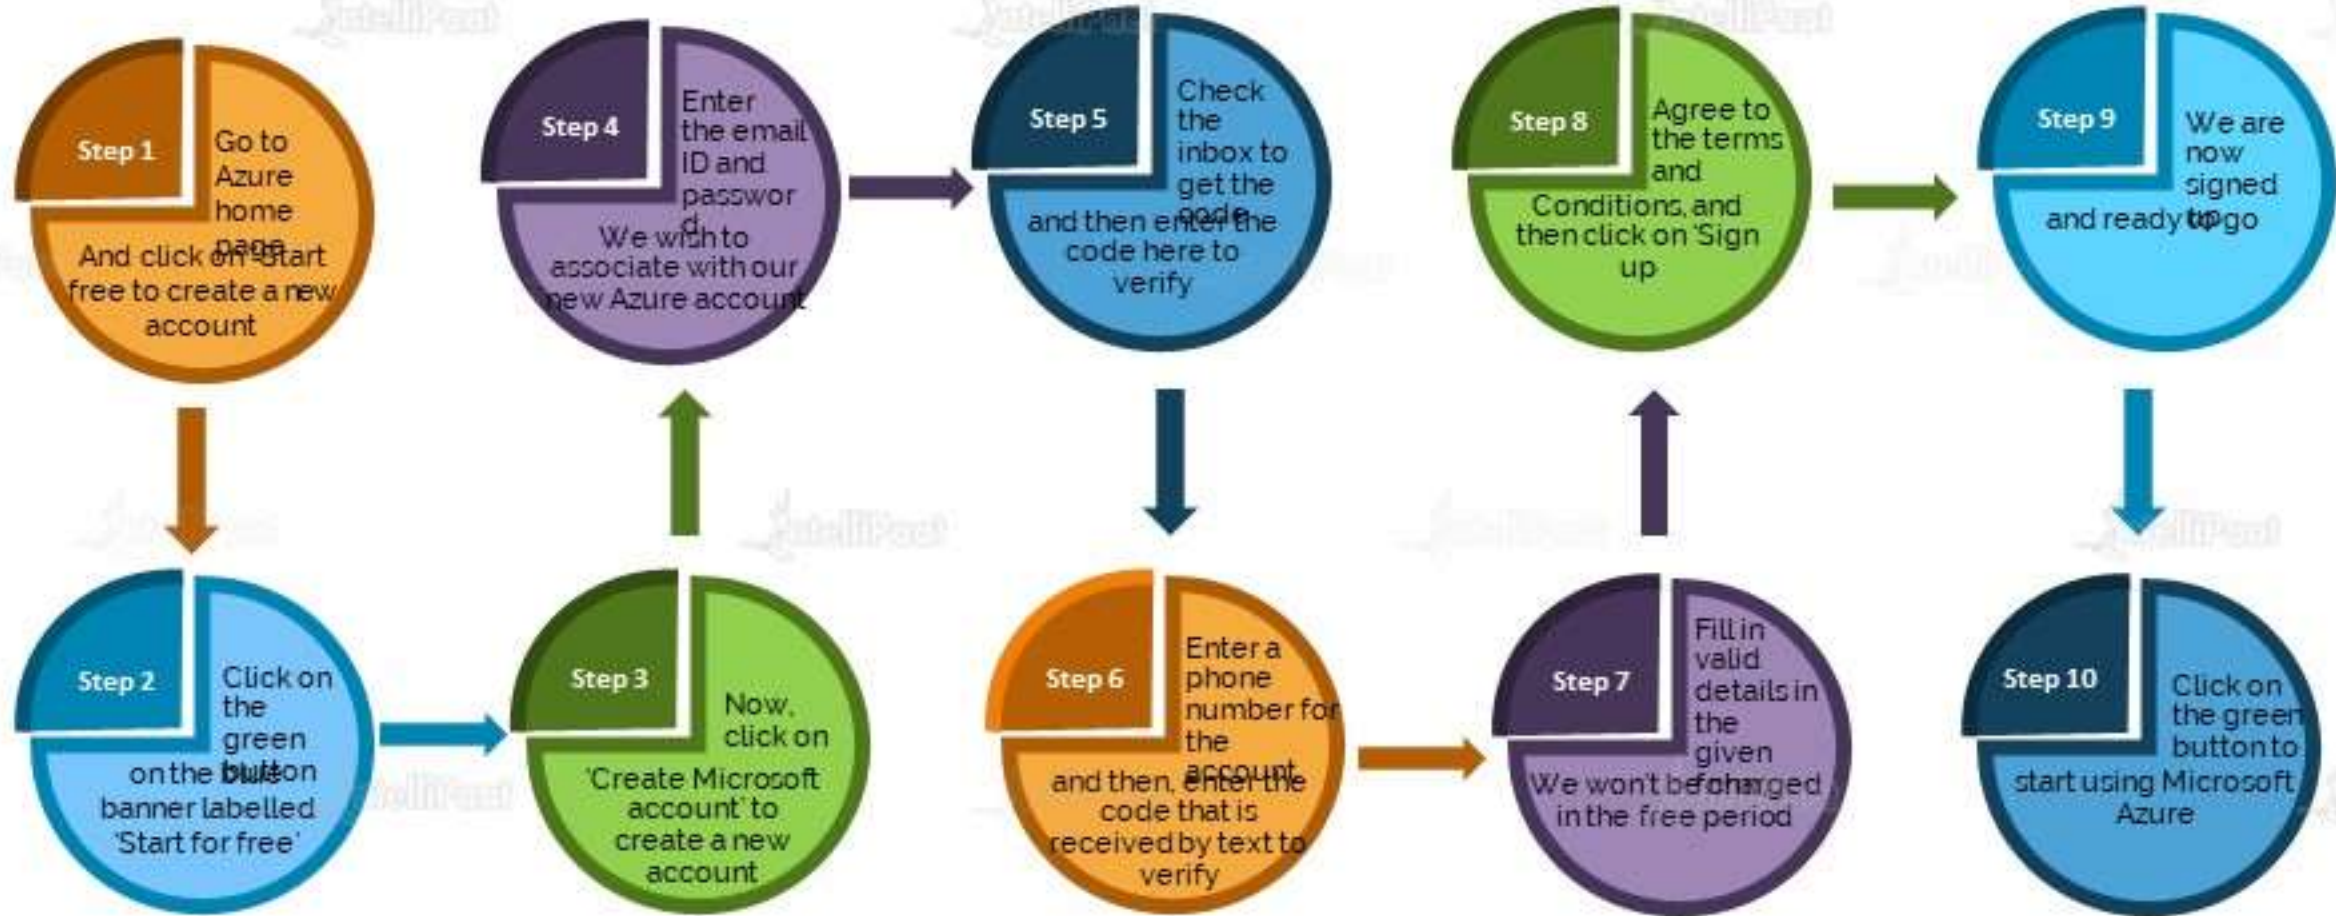 Step 1
Go to
Azure
home
page
And click on 'Start
free to create a new
account
Step 2
Click on
the
green
button
on the blue
banner labelled
'Start for free'
Step 3
Now,
click on
'Create Microsoft
account' to
create a new
account
Step 4
Enter
the email
ID and
passwor
d
We wish to
associate with our
new Azure account
Step 5
Check
the
inbox to
get the
code
and then enter the
code here to
verify
Step 6
Enter a
phone
number for
the
account
and then, enter the
code that is
received by text to
verify
Step 7
Fill in
valid
details in
the
given
We won't be charged
in the free period
Step 8
Agree to
the terms
and
Conditions, and
then click on 'Sign
up
Step 9
We are
now
signed
up
and ready to go
Step 10
Click on
the green
button to
start using Microsoft
Azure
IntelliPaat